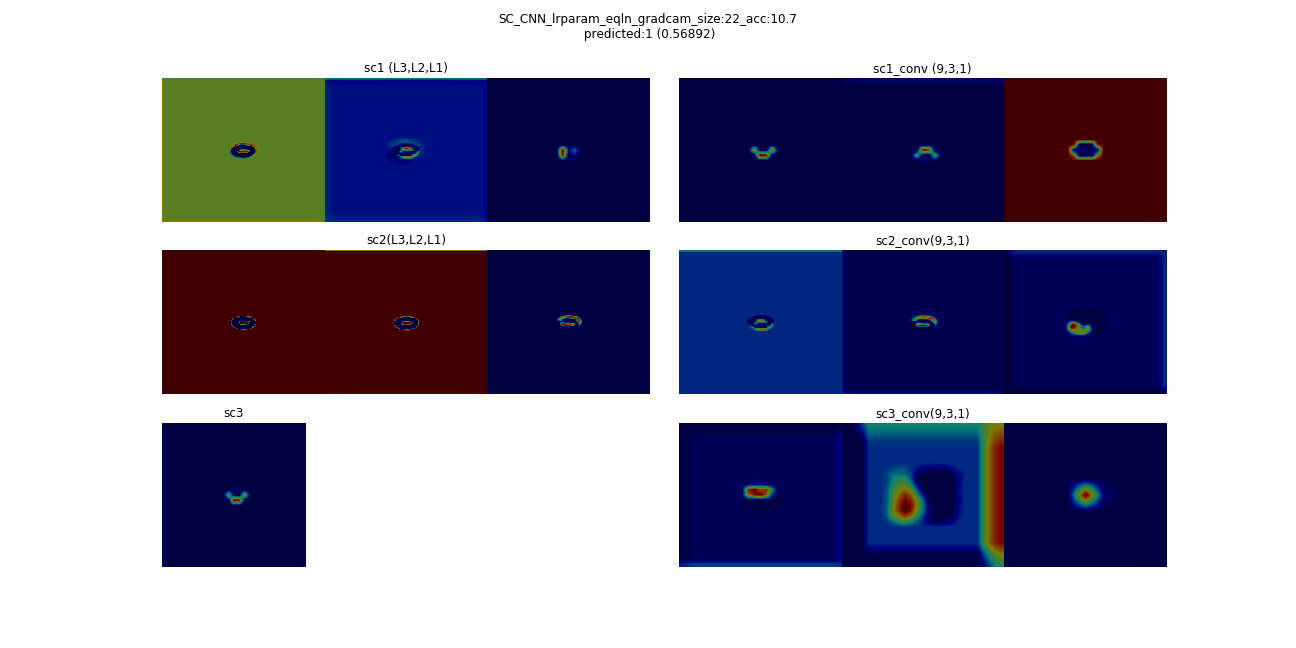 SC_CNN_lrparam_eqln_gradcam_size:22_acc:10.7
predicted:1 (0.56892)
sc1 (L3,L2,L1)
sc1_conv (9,3,1)
sc2(L3,L2,L1)
sc2_conv(9,3,1)
sc3
sc3_conv(9,3,1)